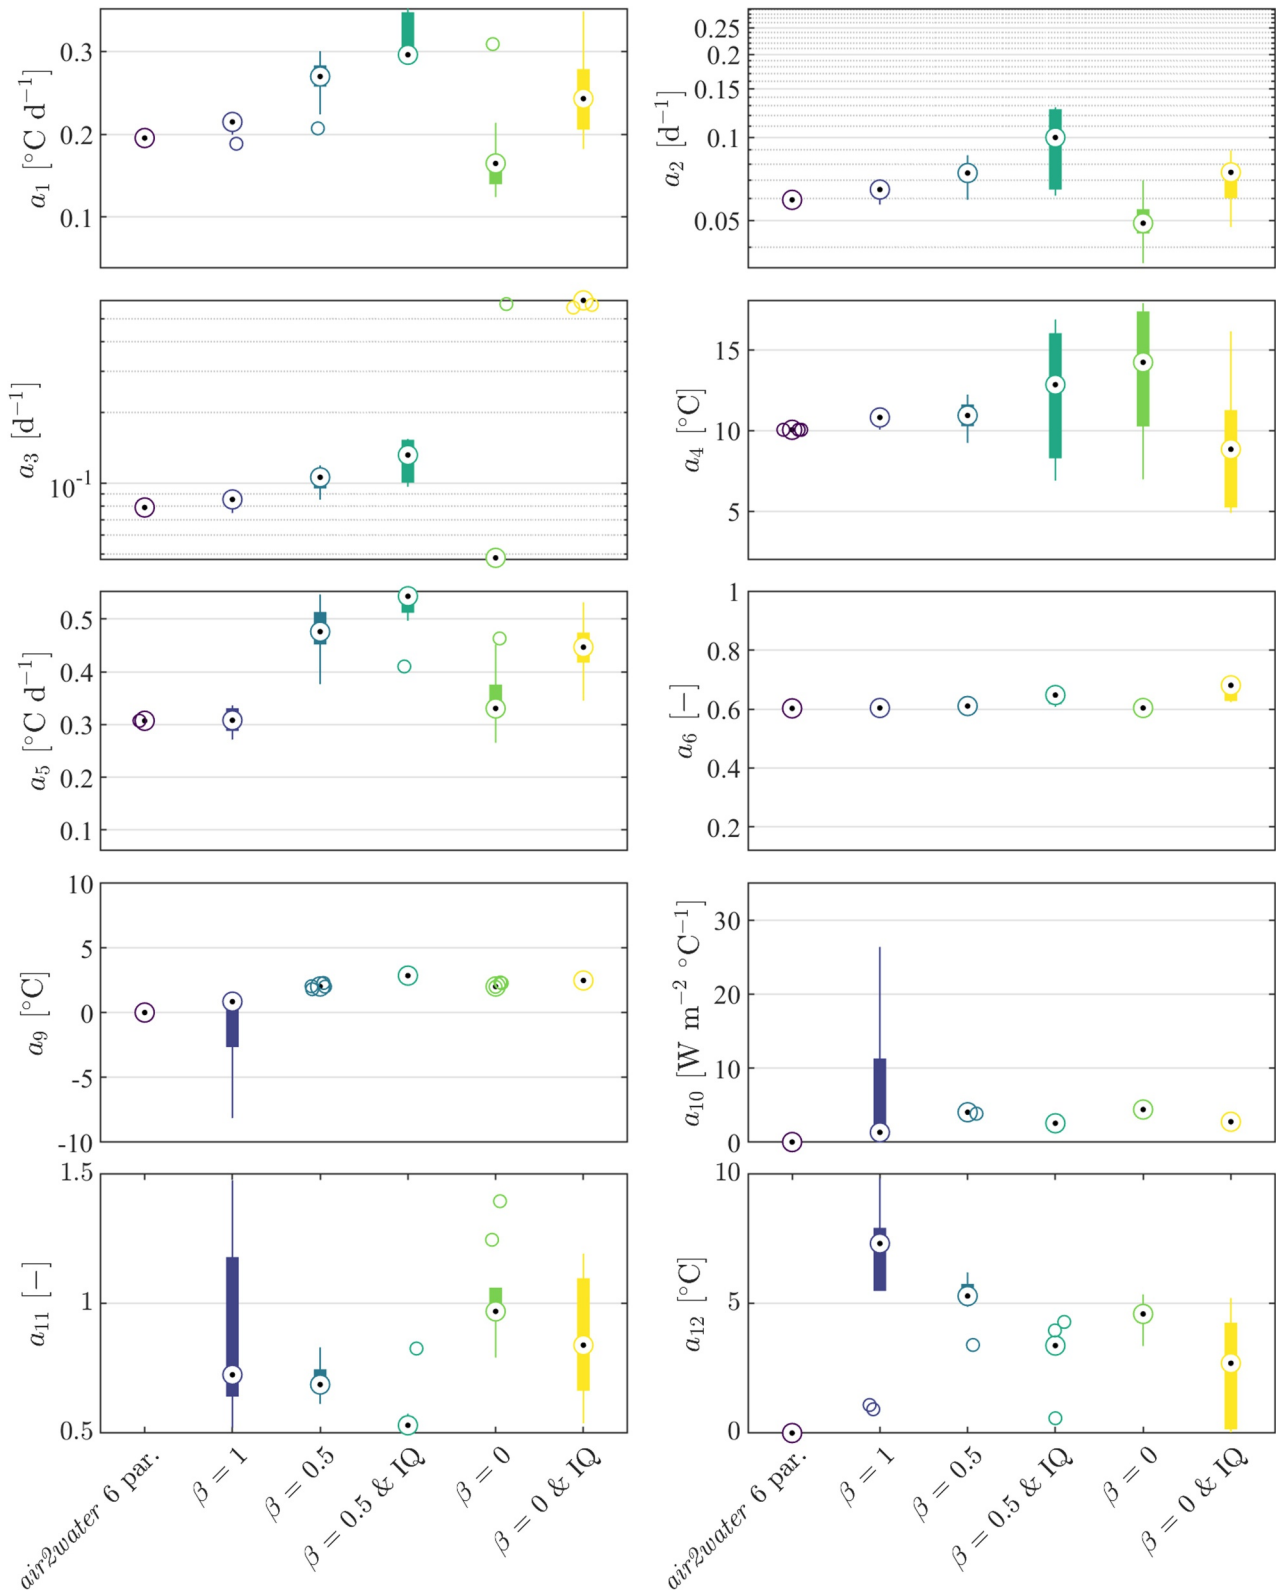 a₁ [°C d⁻¹]
0.3
0.2
0.1
a₂ [d⁻¹]
0.25
0.2
0.15
0.1
0.05
a₃ [d⁻¹]
10⁻¹
a₄ [°C]
15
10
5
a₅ [°C d⁻¹]
0.5
0.4
0.3
0.2
0.1
a₆ [−]
1
0.8
0.6
0.4
0.2
a₉ [°C]
10
5
0
-5
-10
a₁₀ [W m⁻² °C⁻¹]
30
20
10
0
a₁₁ [−]
1.5
1
0.5
a₁₂ [°C]
10
5
0
air2water 6 par.
β = 1
β = 0.5
β = 0.5 & IQ
β = 0
β = 0 & IQ
air2water 6 par.
β = 1
β = 0.5
β = 0.5 & IQ
β = 0
β = 0 & IQ